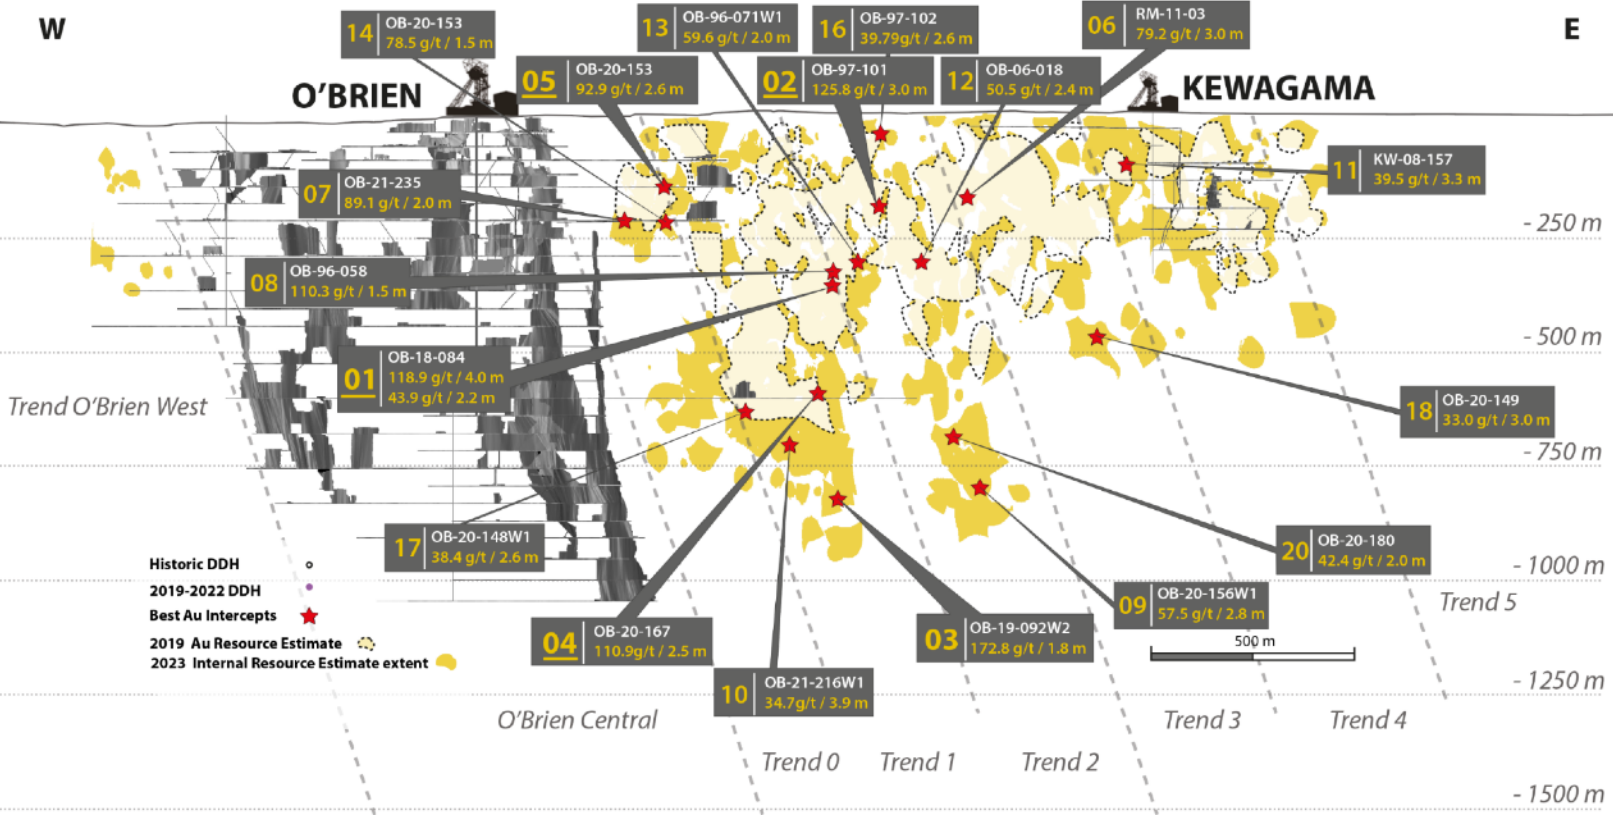 W
E
14 OB-20-153
78.5 g/t / 1.5 m
13 OB-96-071W1
59.6 g/t / 2.0 m
16 OB-97-102
39.79g/t / 2.6 m
06 RM-11-03
79.2 g/t / 3.0 m
05 OB-20-153
92.9 g/t / 2.6 m
02 OB-97-101
125.8 g/t / 3.0 m
12 OB-06-018
50.5 g/t / 2.4 m
O'BRIEN
KEWAGAMA
11 KW-08-157
39.5 g/t / 3.3 m
07 OB-21-235
89.1 g/t / 2.0 m
- 250 m
08 OB-96-058
110.3 g/t / 1.5 m
- 500 m
01 OB-18-084
118.9 g/t / 4.0 m
43.9 g/t / 2.2 m
Trend O'Brien West
18 OB-20-149
33.0 g/t / 3.0 m
- 750 m
17 OB-20-148W1
38.4 g/t / 2.6 m
20 OB-20-180
42.4 g/t / 2.0 m
- 1000 m
Historic DDH
2019-2022 DDH
Best Au Intercepts
2019 Au Resource Estimate
2023 Internal Resource Estimate extent
09 OB-20-156W1
57.5 g/t / 2.8 m
Trend 5
04 OB-20-167
110.9g/t / 2.5 m
03 OB-19-092W2
172.8 g/t / 1.8 m
500 m
10 OB-21-216W1
34.7g/t / 3.9 m
- 1250 m
O'Brien Central
Trend 3
Trend 4
Trend 0
Trend 1
Trend 2
- 1500 m